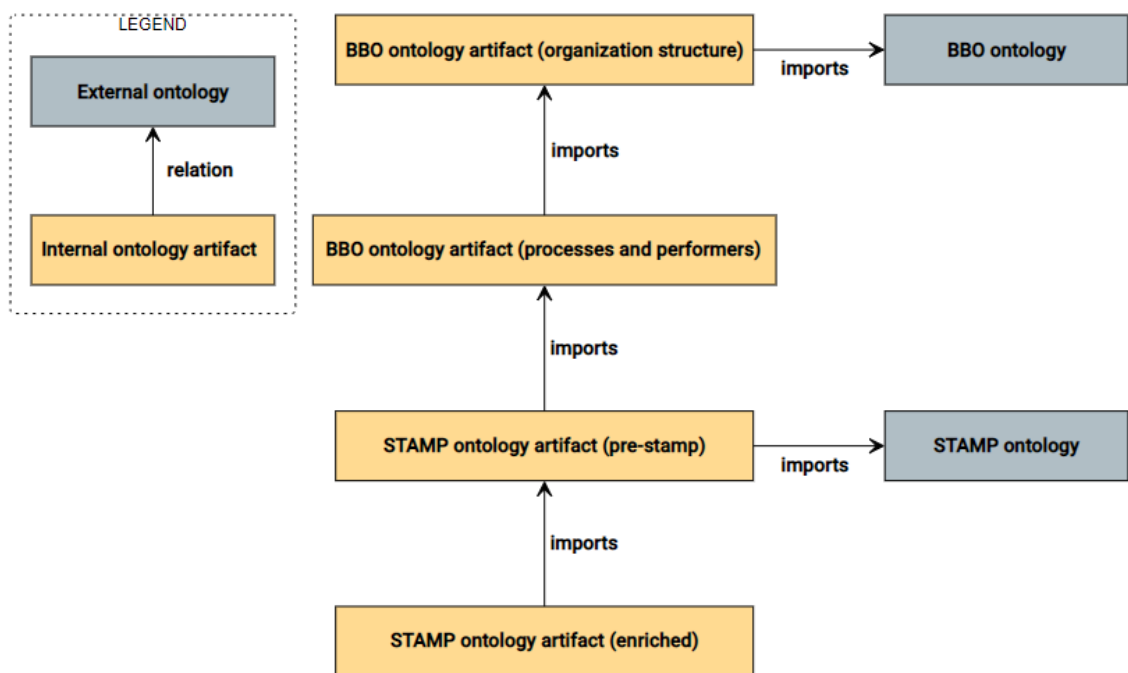 LEGEND
External ontology
relation
Internal ontology artifact
BBO ontology artifact (organization structure)
imports
BBO ontology
imports
BBO ontology artifact (processes and performers)
imports
STAMP ontology artifact (pre-stamp)
imports
STAMP ontology
imports
STAMP ontology artifact (enriched)